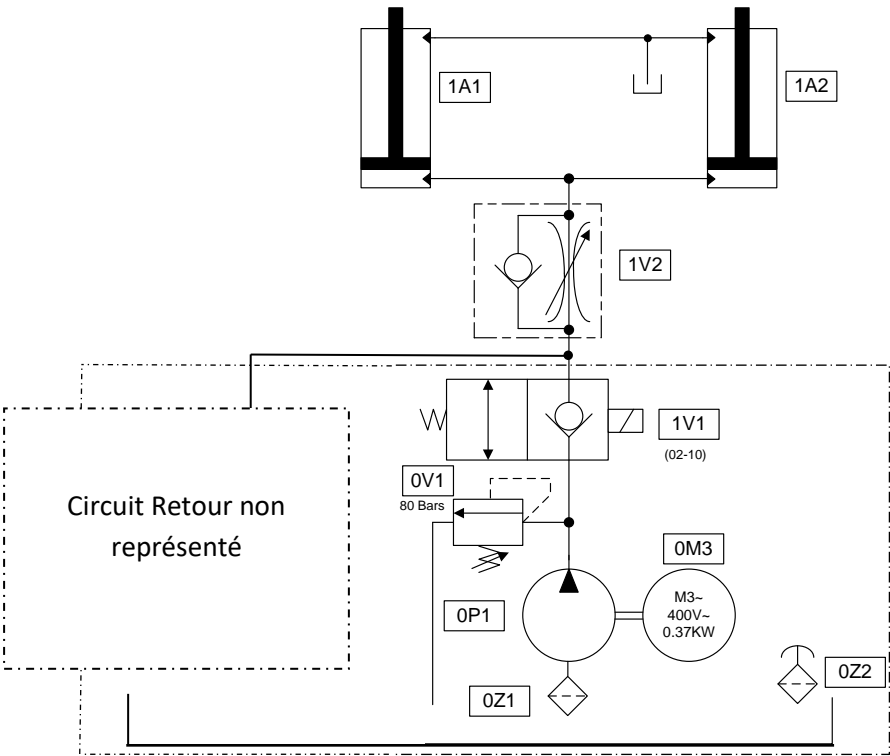 1A1
1A2
1V2
1V1
(02-10)
0V1
80 Bars
Circuit Retour non
représenté
0M3
M3~
400V~
0.37KW
0P1
0Z1
0Z2